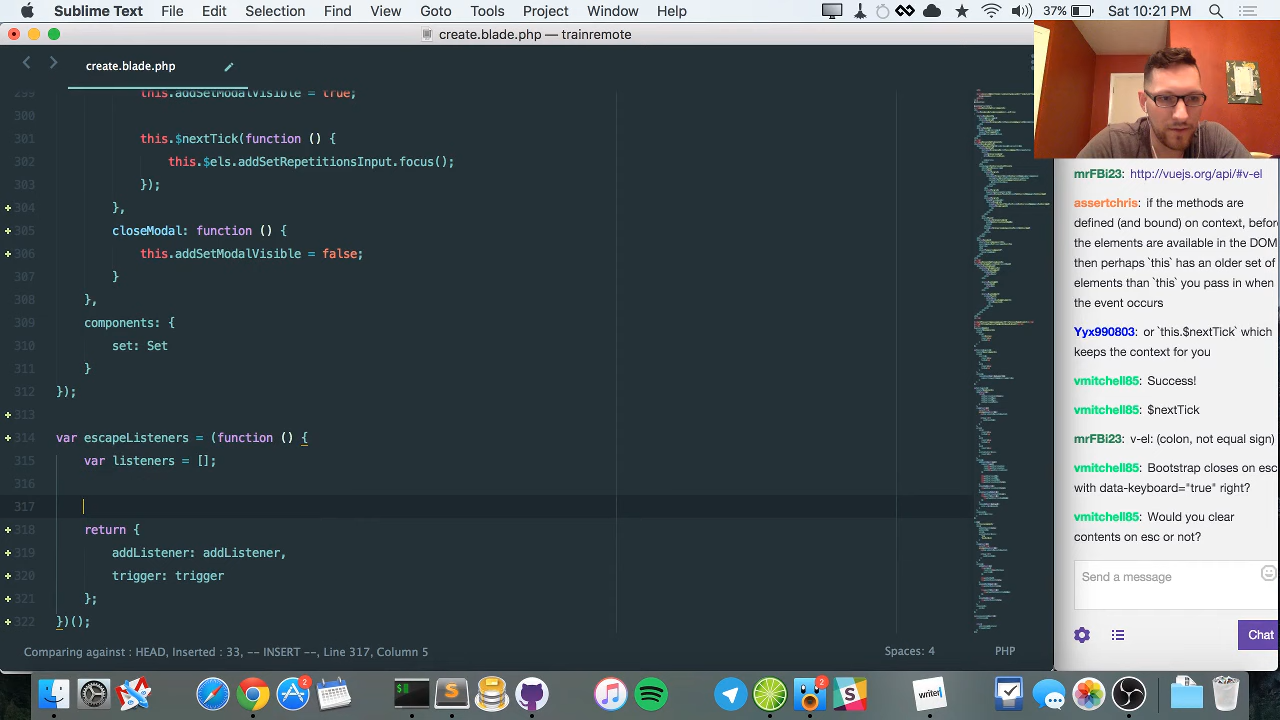 Sublime Text File Edit Selection Find View Goto Tools Project Window Help 37% Sat 10:21 PM
create.blade.php — trainremote
create.blade.php
299 this.addSetModalVisible = true;
300
301 this.$nextTick(function () {
302 this.$els.addSetRepetitionsInput.focus();
303 });
304 },
305 closeModal: function () {
306 this.addSetModalVisible = false;
307 }
308 },
309 components: {
310 set: Set
311 }
312 });
313
314 var escapeListeners = (function () {
315 var listeners = [];
316
317
318 return {
319 addListener: addListener,
320 trigger: trigger
321 };
322 })();
Comparing against : HEAD, Inserted : 33, -- INSERT --, Line 317, Column 5 Spaces: 4 PHP
mrFBi23: http://vuejs.org/api/#v-el
assertchris: if the methods are
defined (and bound) on context, before
the elements are available in the DOM,
then perhaps `this` has an older set of
elements than `this` you pass in when
the event occurs
Yyx990803: or `this.$nextTick` which
keeps the context for you
vmitchell85: Success!
vmitchell85: $nextTick
mrFBi23: v-el: (colon, not equal sign)
vmitchell85: Bootstrap closes on esc
with data-keyboard="true" right?
vmitchell85: Would you clear
contents on esc or not?
Send a message
Chat
2
2
writer